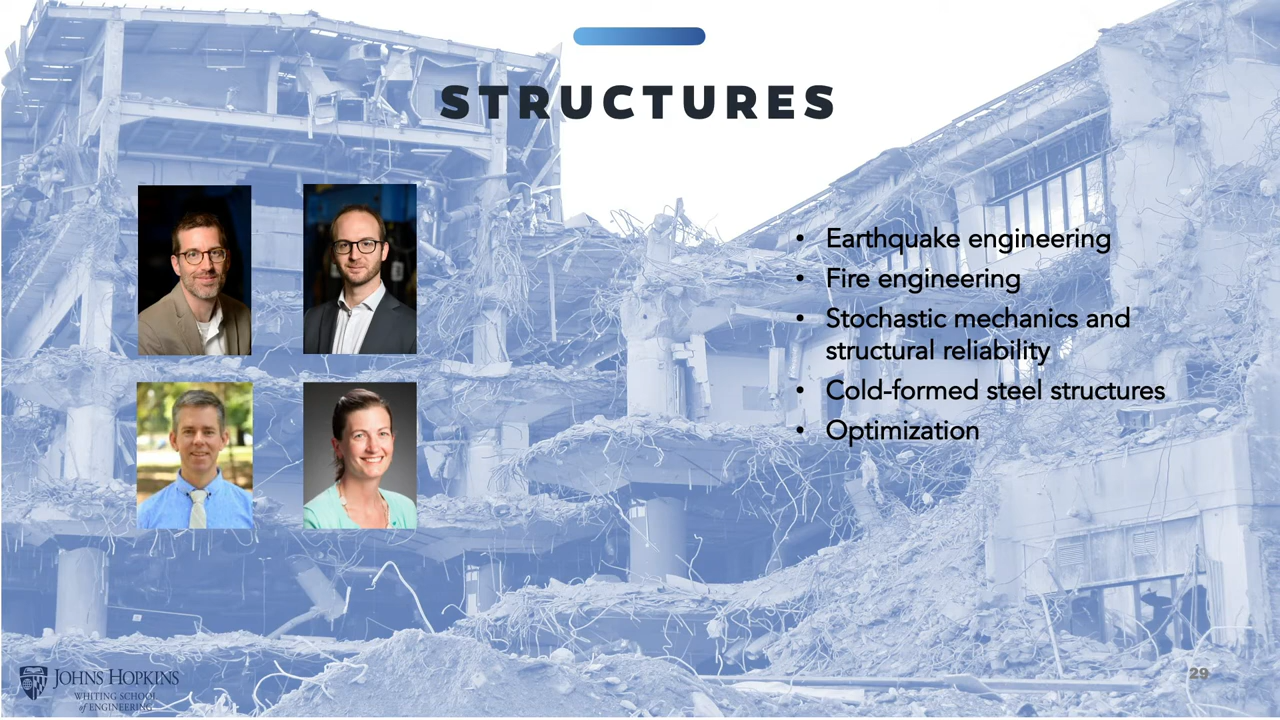 STRUCTURES
• Earthquake engineering
• Fire engineering
• Stochastic mechanics and
structural reliability
• Cold-formed steel structures
• Optimization
JOHNS HOPKINS
WHITING SCHOOL
of ENGINEERING
29